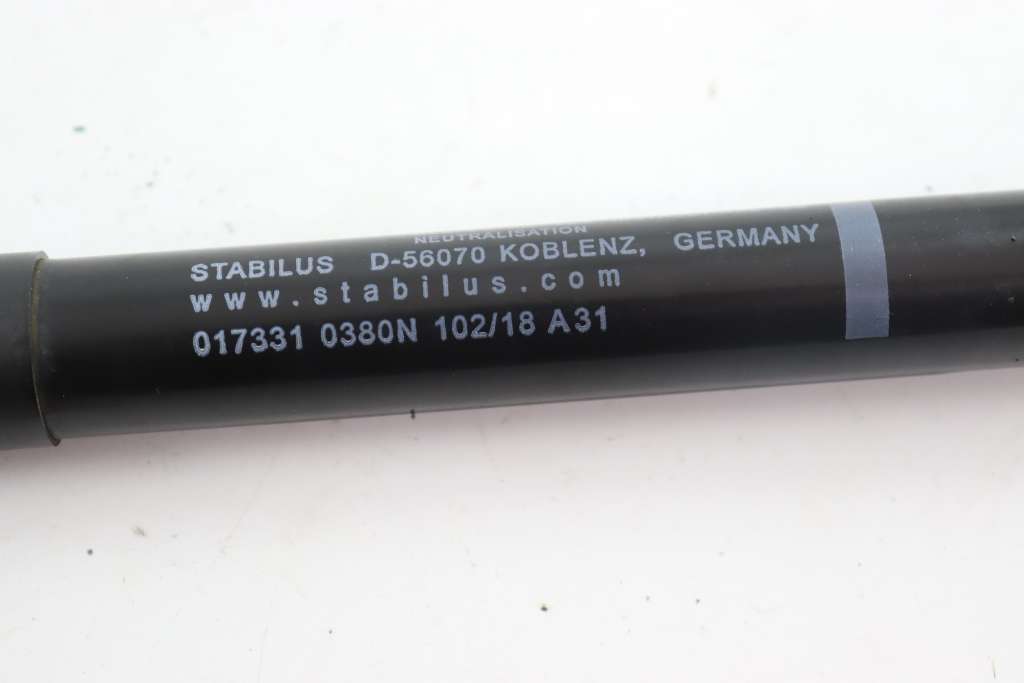 NEUTRALISATION
STABILUS D-56070 KOBLENZ, GERMANY
www.stabilus.com
017331 0380N 102/18 A31